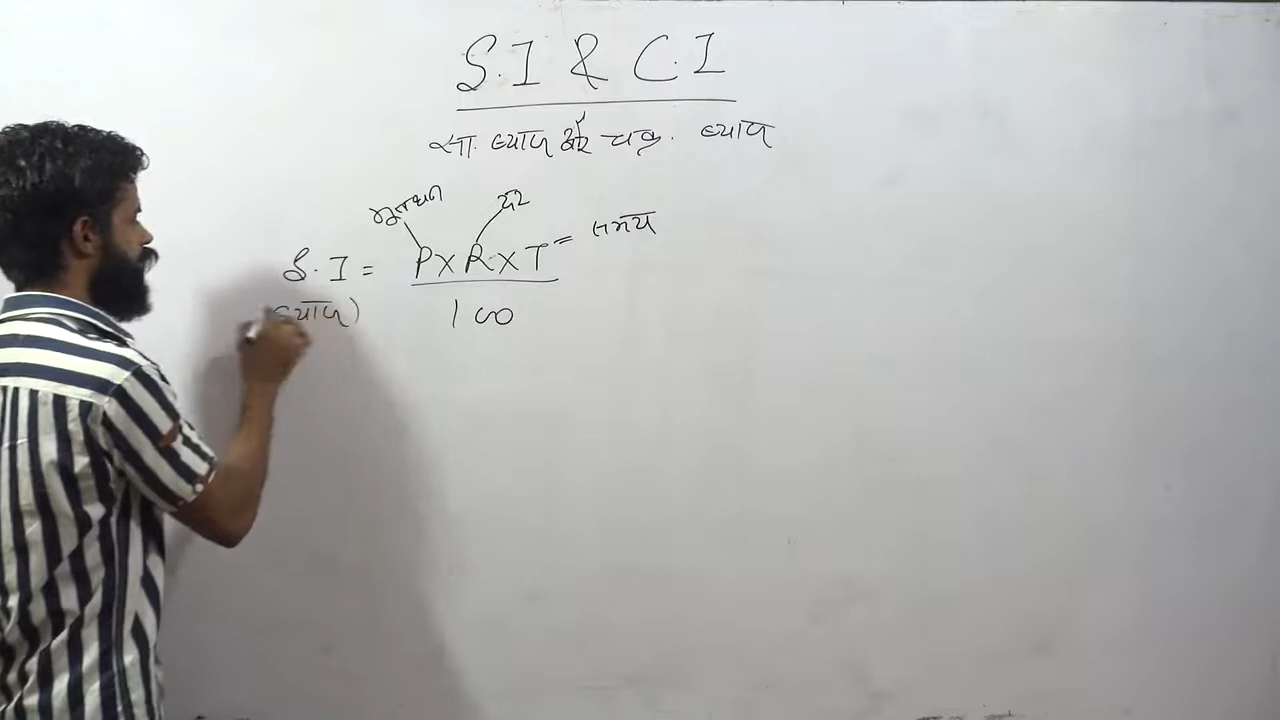 S.I & C.I
सा. ब्याज और चक्र. ब्याज
मूलधन दर
S.I = P×R×T = समय
ब्याज) 100